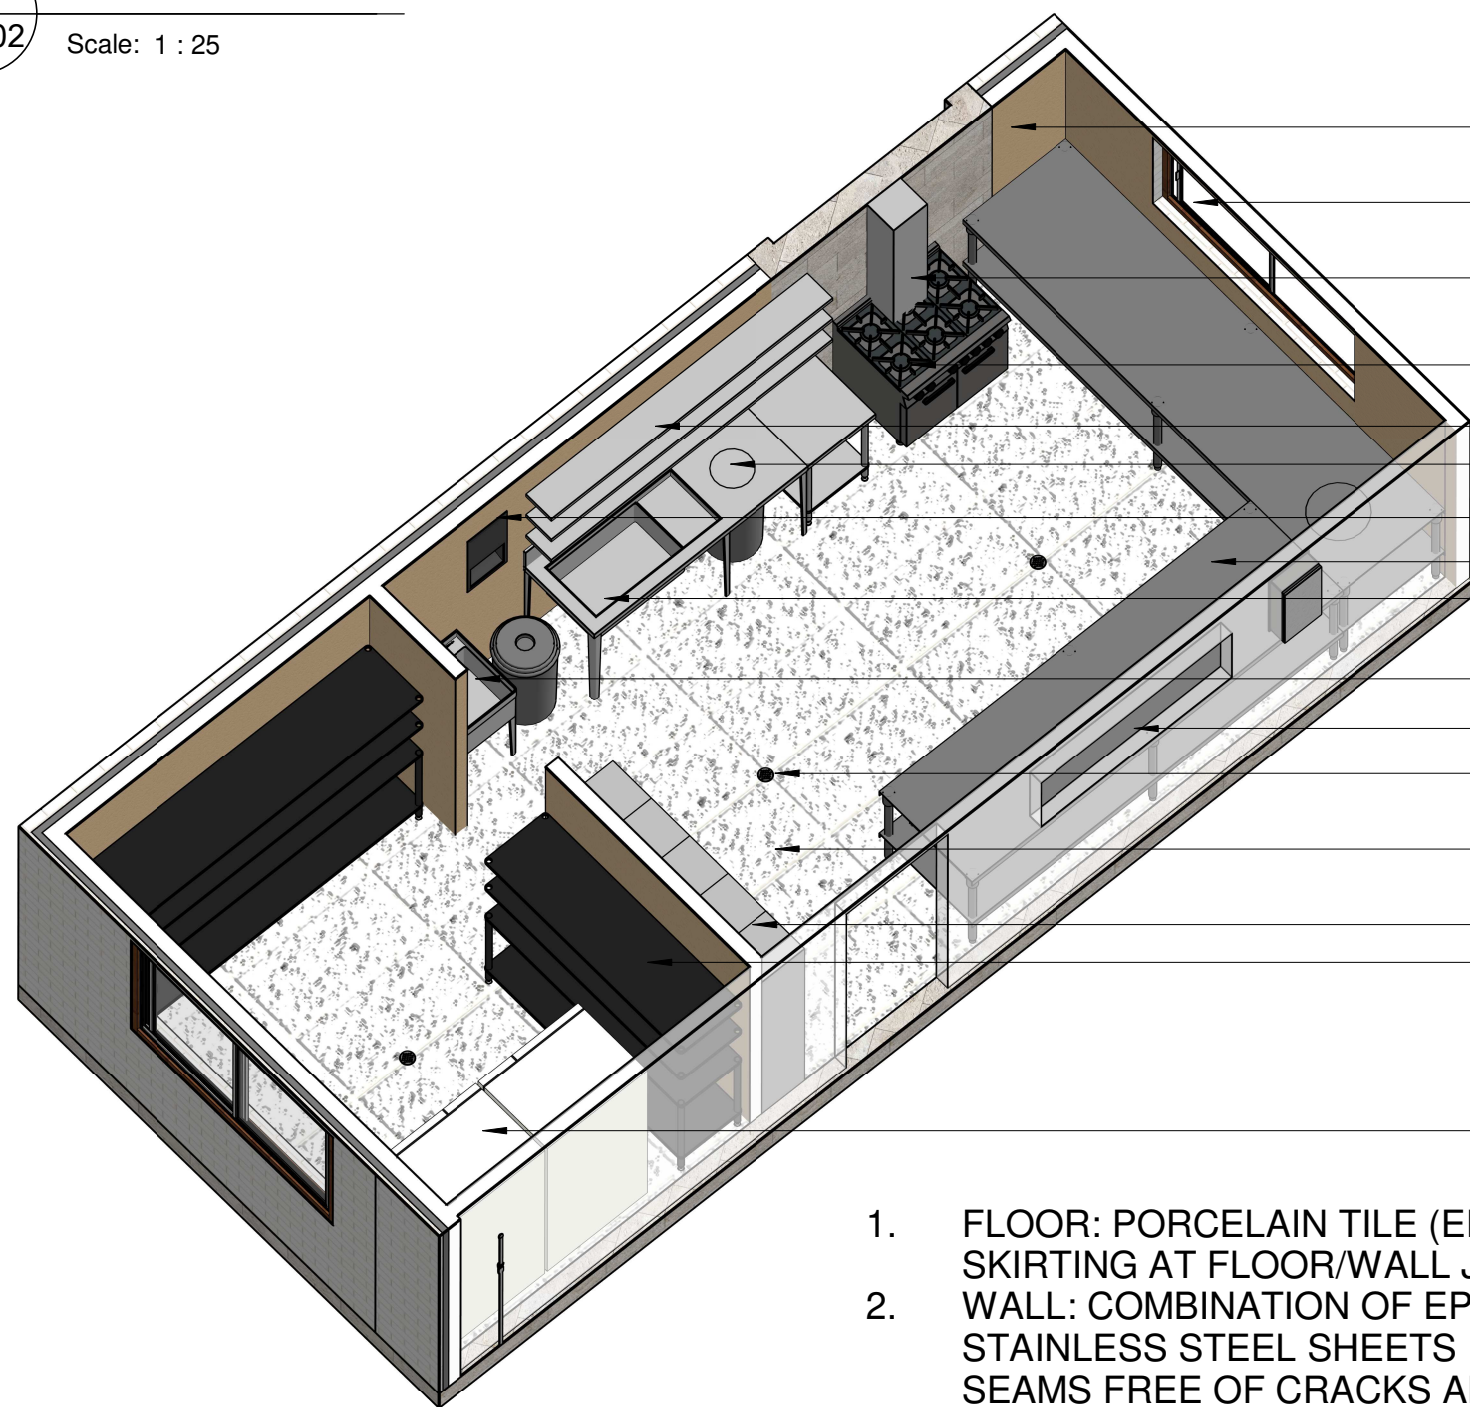 02
Scale: 1 : 25
1. FLOOR: PORCELAIN TILE
SKIRTING AT FLOOR/WALL
2. WALL: COMBINATION OF
STAINLESS STEEL SHEETS
SEAMS FREE OF CRACKS